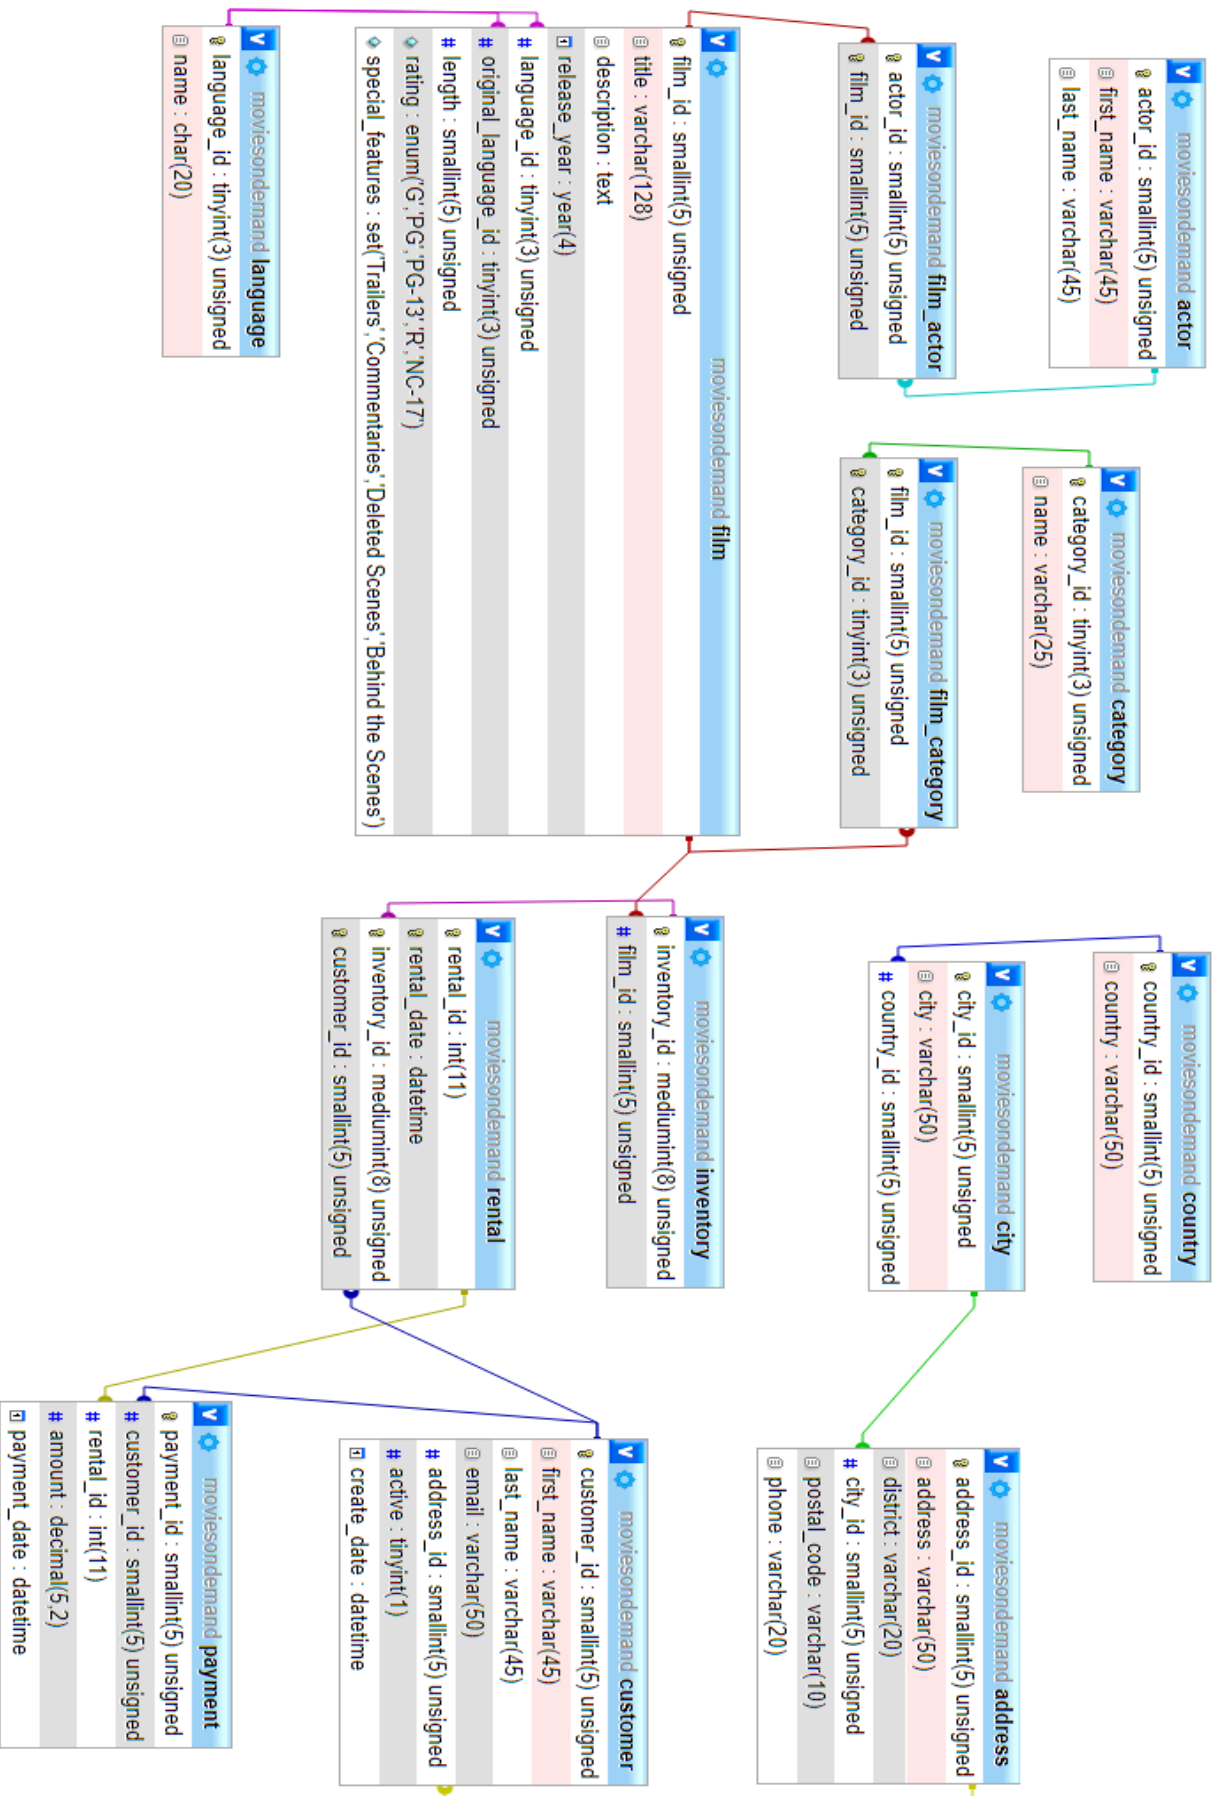 v moviesondemand actor
actor_id : smallint(5) unsigned
first_name : varchar(45)
last_name : varchar(45)
v moviesondemand category
category_id : tinyint(3) unsigned
name : varchar(25)
v moviesondemand country
country_id : smallint(5) unsigned
country : varchar(50)
v moviesondemand film_actor
actor_id : smallint(5) unsigned
film_id : smallint(5) unsigned
v moviesondemand film_category
film_id : smallint(5) unsigned
category_id : tinyint(3) unsigned
v moviesondemand city
city_id : smallint(5) unsigned
city : varchar(50)
# country_id : smallint(5) unsigned
v moviesondemand address
address_id : smallint(5) unsigned
address : varchar(50)
district : varchar(20)
# city_id : smallint(5) unsigned
postal_code : varchar(10)
phone : varchar(20)
v moviesondemand film
film_id : smallint(5) unsigned
title : varchar(128)
description : text
release_year : year(4)
# language_id : tinyint(3) unsigned
# original_language_id : tinyint(3) unsigned
# length : smallint(5) unsigned
rating : enum('G','PG','PG-13','R','NC-17')
special_features : set('Trailers','Commentaries','Deleted Scenes','Behind the Scenes')
v moviesondemand inventory
inventory_id : mediumint(8) unsigned
# film_id : smallint(5) unsigned
v moviesondemand rental
rental_id : int(11)
rental_date : datetime
inventory_id : mediumint(8) unsigned
customer_id : smallint(5) unsigned
v moviesondemand customer
customer_id : smallint(5) unsigned
first_name : varchar(45)
last_name : varchar(45)
email : varchar(50)
# address_id : smallint(5) unsigned
# active : tinyint(1)
create_date : datetime
v moviesondemand language
language_id : tinyint(3) unsigned
name : char(20)
v moviesondemand payment
payment_id : smallint(5) unsigned
# customer_id : smallint(5) unsigned
# rental_id : int(11)
# amount : decimal(5,2)
payment_date : datetime